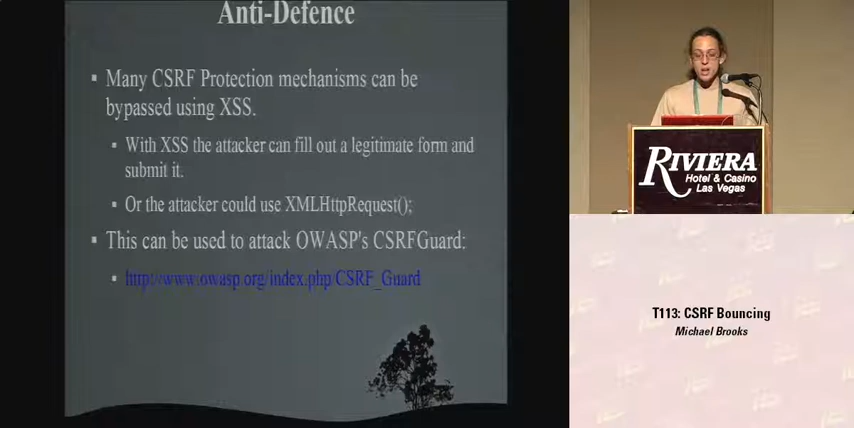 Anti-Defence
Many CSRF Protection mechanisms can be
bypassed using XSS.
With XSS the attacker can fill out a legitimate form and
submit it.
Or the attacker could use XMLHttpRequest();
This can be used to attack OWASP's CSRFGuard:
http://www.owasp.org/index.php/CSRF_Guard
RIVIERA
Hotel & Casino
Las Vegas
T113: CSRF Bouncing
Michael Brooks